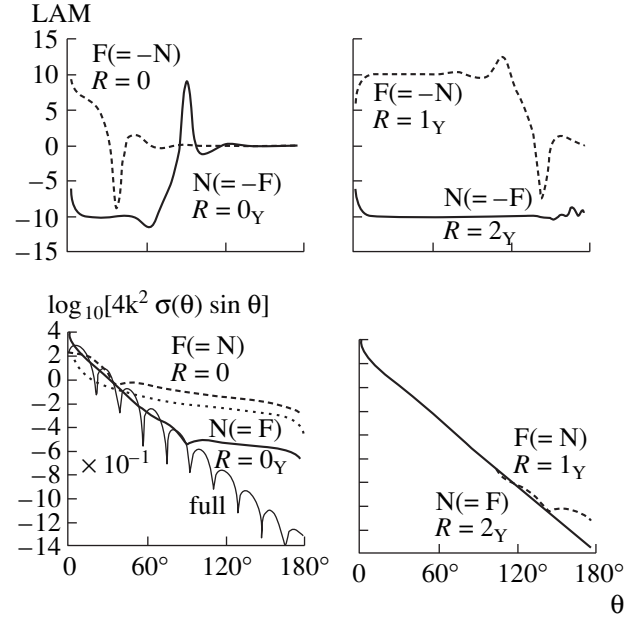 LAM
15
10
5
0
−5
−10
−15
F(= −N)
R = 0
N(= −F)
R = 0Y
F(= −N)
R = 1Y
N(= −F)
R = 2Y
log10[4k2 σ(θ) sin θ]
4
2
0
−2
−4
−6
−8
−10
−12
−14
F(= N)
R = 0
N(= F)
R = 0Y
× 10−1
full
0 60° 120° 180°
F(= N)
R = 1Y
N(= F)
R = 2Y
0 60° 120° 180°
θ